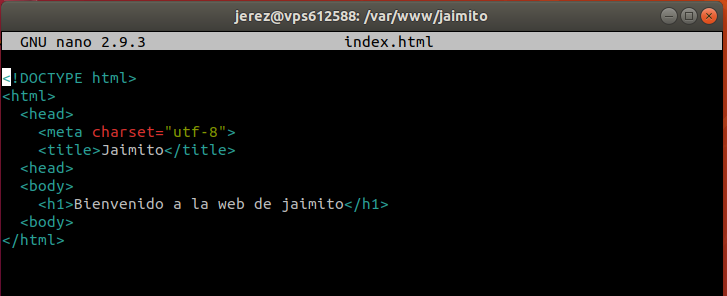 jerez@vps612588: /var/www/jaimito
GNU nano 2.9.3 index.html
<!DOCTYPE html>
<html>
<head>
<meta charset="utf-8">
<title>Jaimito</title>
<head>
<body>
<h1>Bienvenido a la web de jaimito</h1>
<body>
</html>